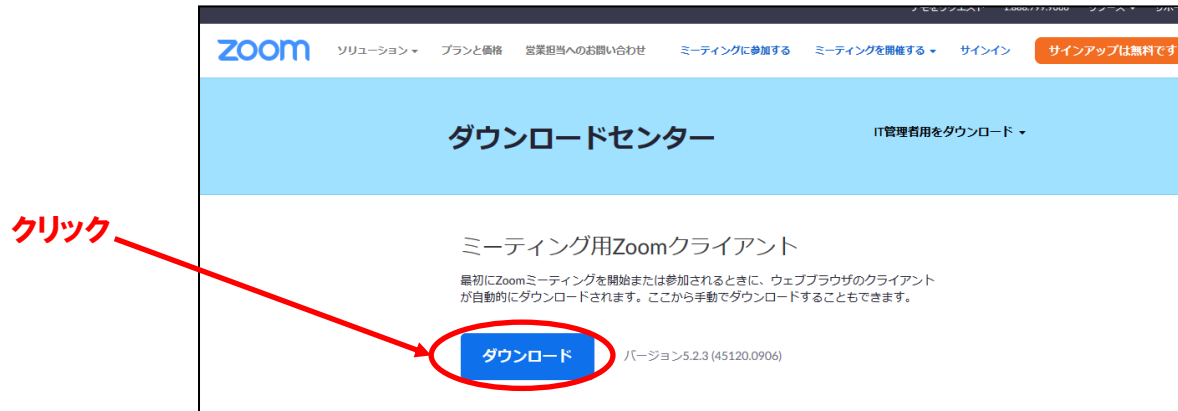 zoom ソリューション プランと価格 営業担当へのお問い合わせ ミーティングに参加する ミーティングを開催する サインイン サインアップは無料です
ダウンロードセンター IT管理者用をダウンロード
クリック
ミーティング用Zoomクライアント
最初にZoomミーティングを開始または参加されるときに、ウェブブラウザのクライアント
が自動的にダウンロードされます。ここから手動でダウンロードすることもできます。
ダウンロード バージョン5.2.3 (45120.0906)